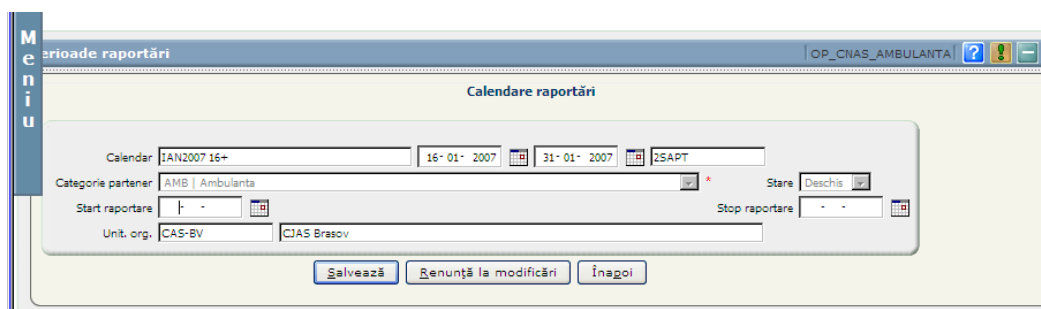 Meniu
erioade raportări OP_CNAS_AMBULANTA ? !
Calendare raportări
Calendar IAN2007 16+ 16- 01- 2007 31- 01- 2007 2SAPT
Categorie partener AMB | Ambulanta * Stare Deschis
Start raportare - - Stop raportare - -
Unit. org. CAS-BV CJAS Brasov
Salvează Renunţă la modificări Înapoi